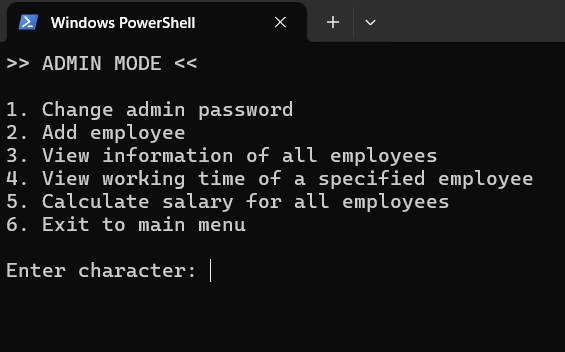 Windows PowerShell
>> ADMIN MODE <<
1. Change admin password
2. Add employee
3. View information of all employees
4. View working time of a specified employee
5. Calculate salary for all employees
6. Exit to main menu
Enter character: